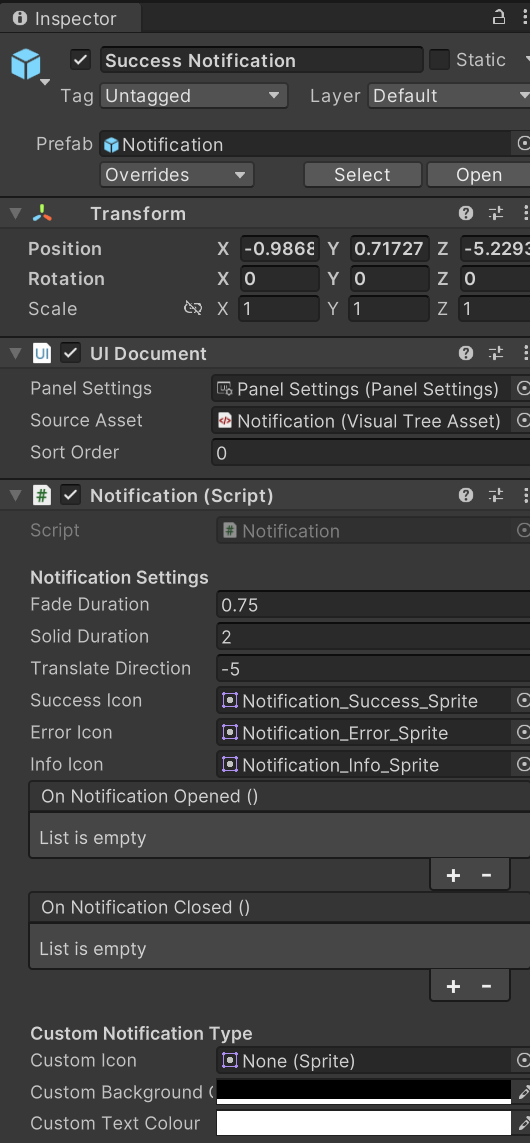 Inspector
Success Notification Static
Tag Untagged Layer Default
Prefab Notification
Overrides Select Open
Transform
Position X -0.9868 Y 0.71727 Z -5.2293
Rotation X 0 Y 0 Z 0
Scale X 1 Y 1 Z 1
UI Document
Panel Settings Panel Settings (Panel Settings)
Source Asset Notification (Visual Tree Asset)
Sort Order 0
# Notification (Script)
Script # Notification
Notification Settings
Fade Duration 0.75
Solid Duration 2
Translate Direction -5
Success Icon Notification_Success_Sprite
Error Icon Notification_Error_Sprite
Info Icon Notification_Info_Sprite
On Notification Opened ()
List is empty
+ -
On Notification Closed ()
List is empty
+ -
Custom Notification Type
Custom Icon None (Sprite)
Custom Background
Custom Text Colour